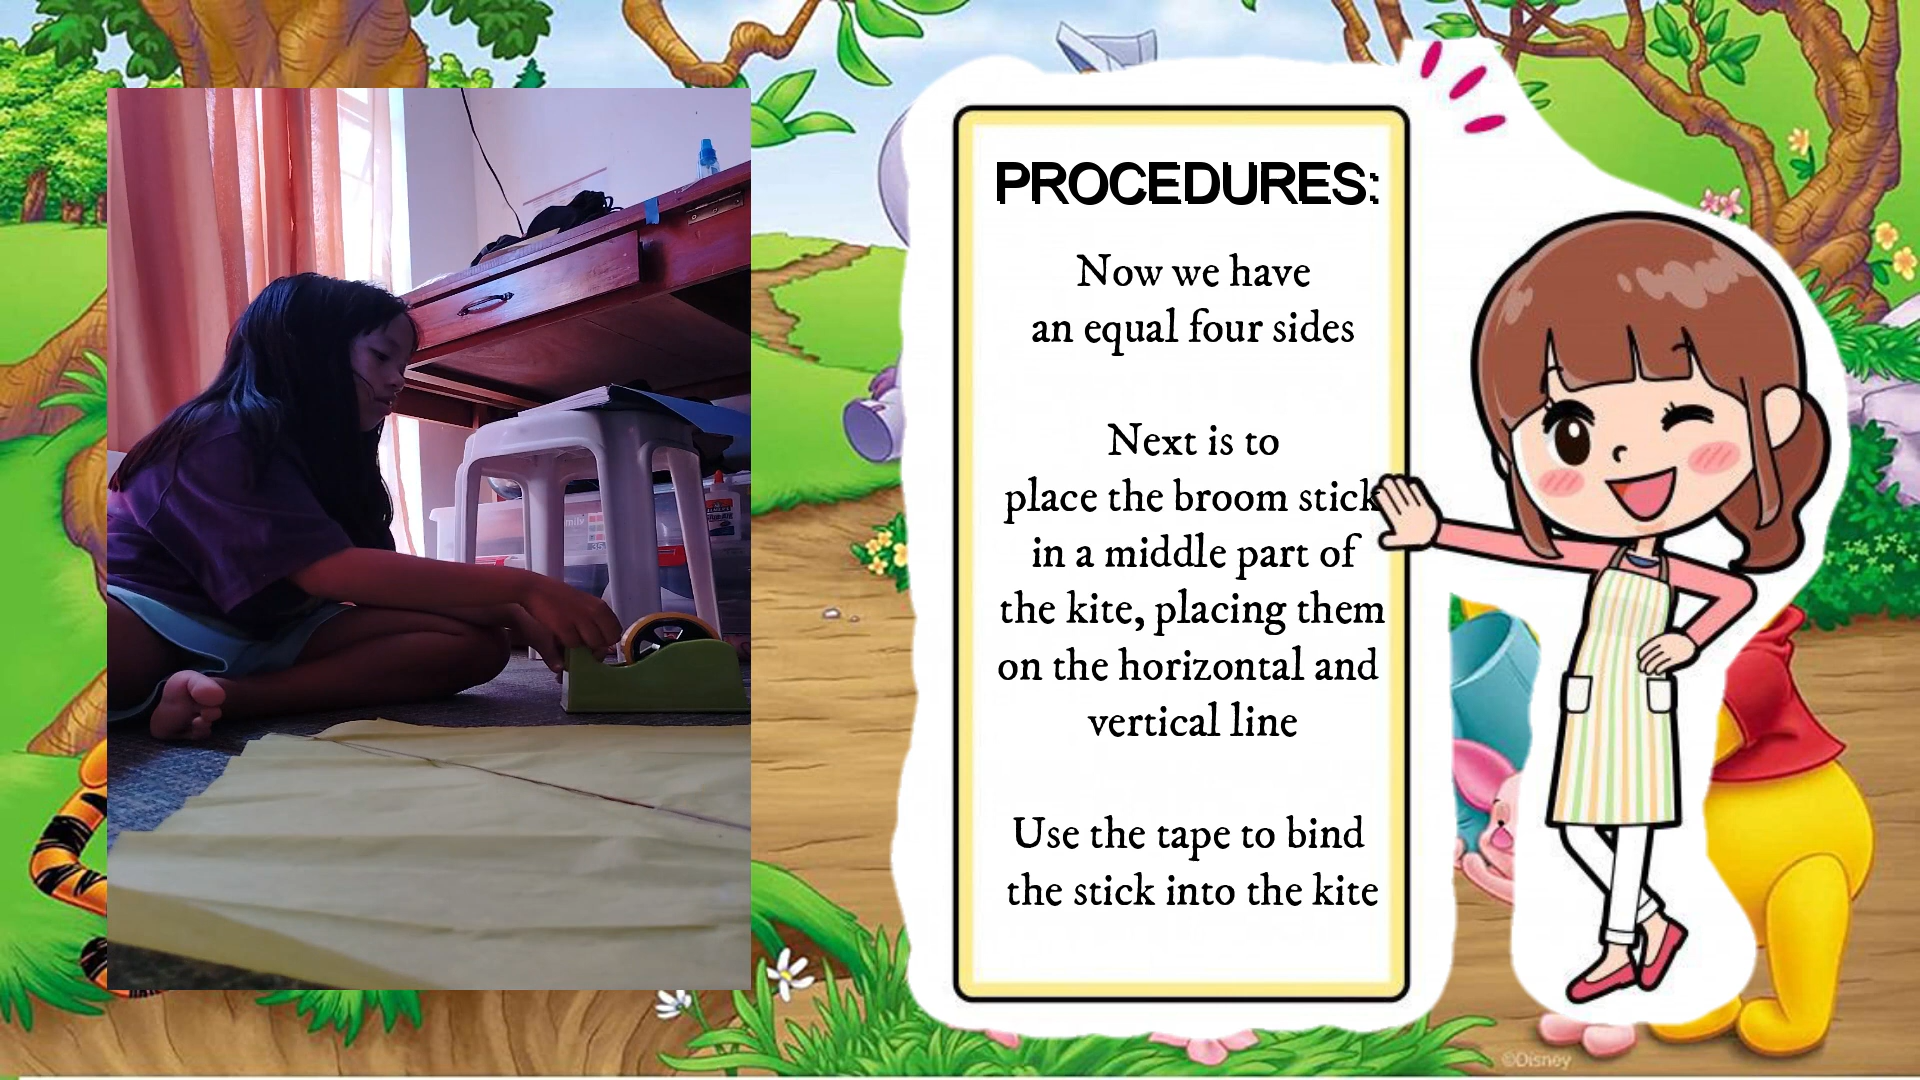 PROCEDURES:
Now we have
an equal four sides
Next is to
place the broom stick
in a middle part of
the kite, placing them
on the horizontal and
vertical line
Use the tape to bind
the stick into the kite
©Disney